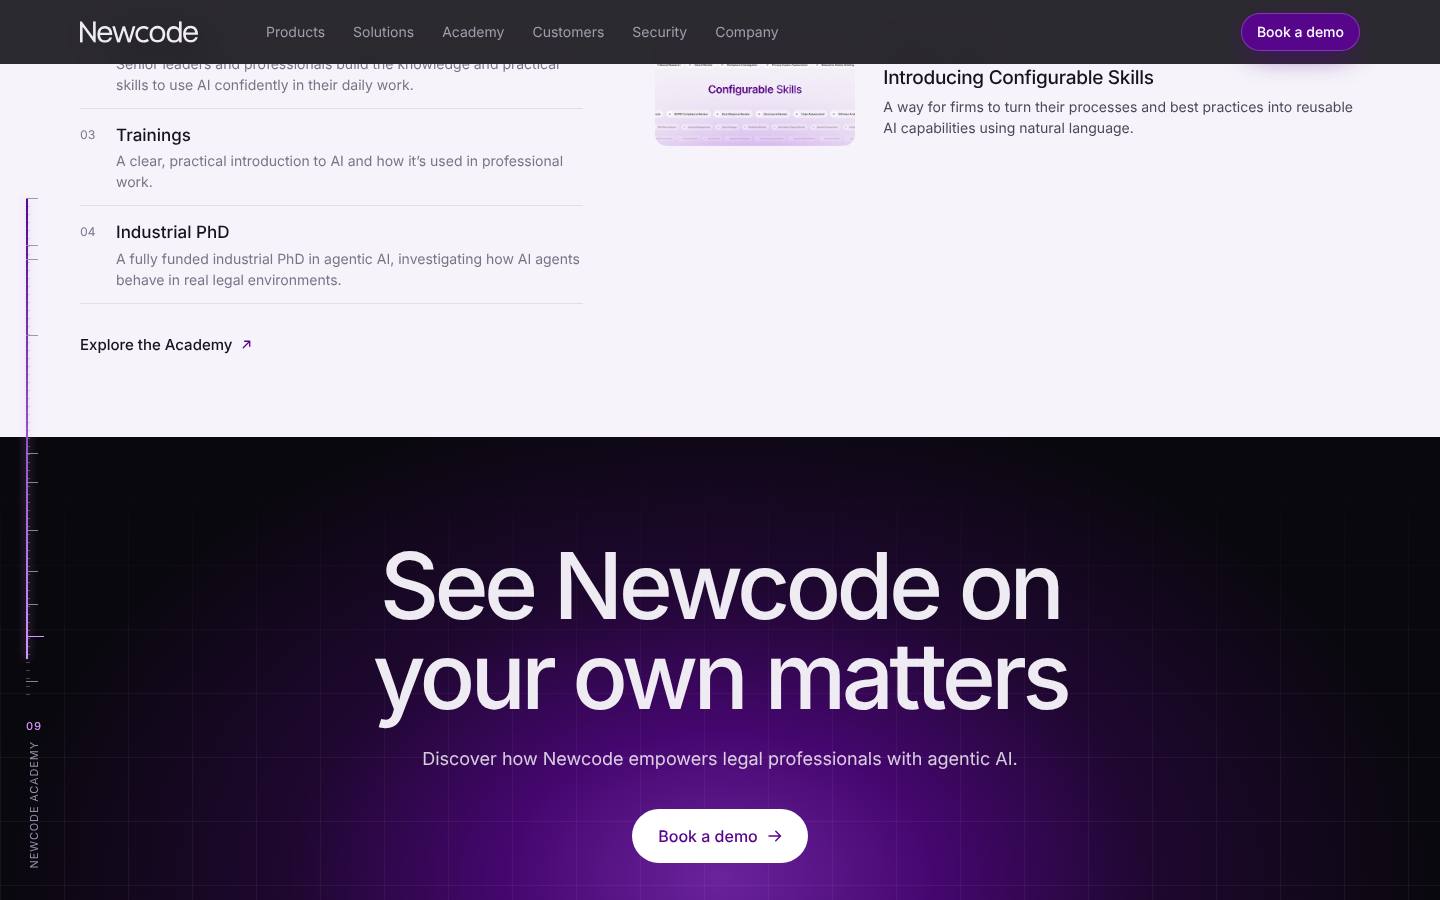 Newcode
Products Solutions Academy Customers Security Company
Book a demo
Senior leaders and professionals build the knowledge and practical
skills to use AI confidently in their daily work.
03 Trainings
A clear, practical introduction to AI and how it’s used in professional
work.
04 Industrial PhD
A fully funded industrial PhD in agentic AI, investigating how AI agents
behave in real legal environments.
Explore the Academy
Configurable Skills
Introducing Configurable Skills
A way for firms to turn their processes and best practices into reusable
AI capabilities using natural language.
09
NEWCODE ACADEMY
See Newcode on
your own matters
Discover how Newcode empowers legal professionals with agentic AI.
Book a demo